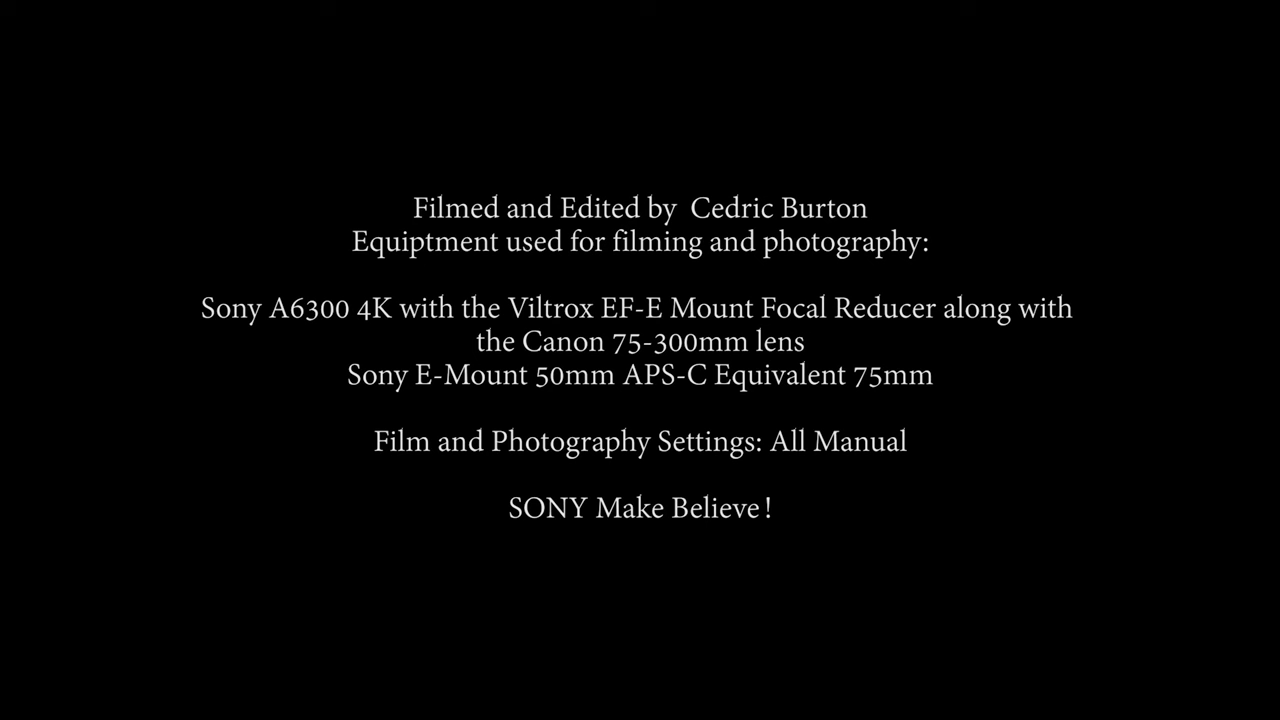 Filmed and Edited by  Cedric Burton
Equiptment used for filming and photography:
Sony A6300 4K with the Viltrox EF-E Mount Focal Reducer along with
the Canon 75-300mm lens
Sony E-Mount 50mm APS-C Equivalent 75mm
Film and Photography Settings: All Manual
SONY Make Believe !